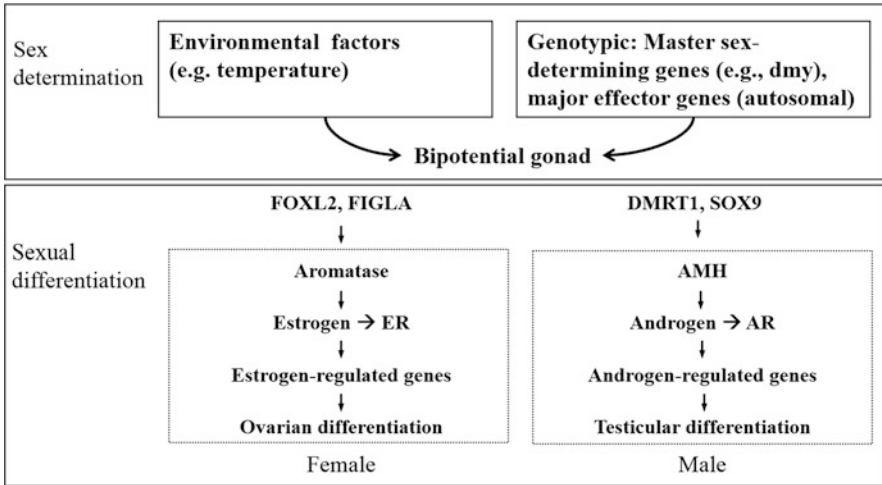 Sex
determination
Environmental factors
(e.g. temperature)
Genotypic: Master sex-
determining genes (e.g., dmy),
major effector genes (autosomal)
Bipotential gonad
Sexual
differentiation
FOXL2, FIGLA
Aromatase
Estrogen → ER
Estrogen-regulated genes
Ovarian differentiation
Female
DMRT1, SOX9
AMH
Androgen → AR
Androgen-regulated genes
Testicular differentiation
Male